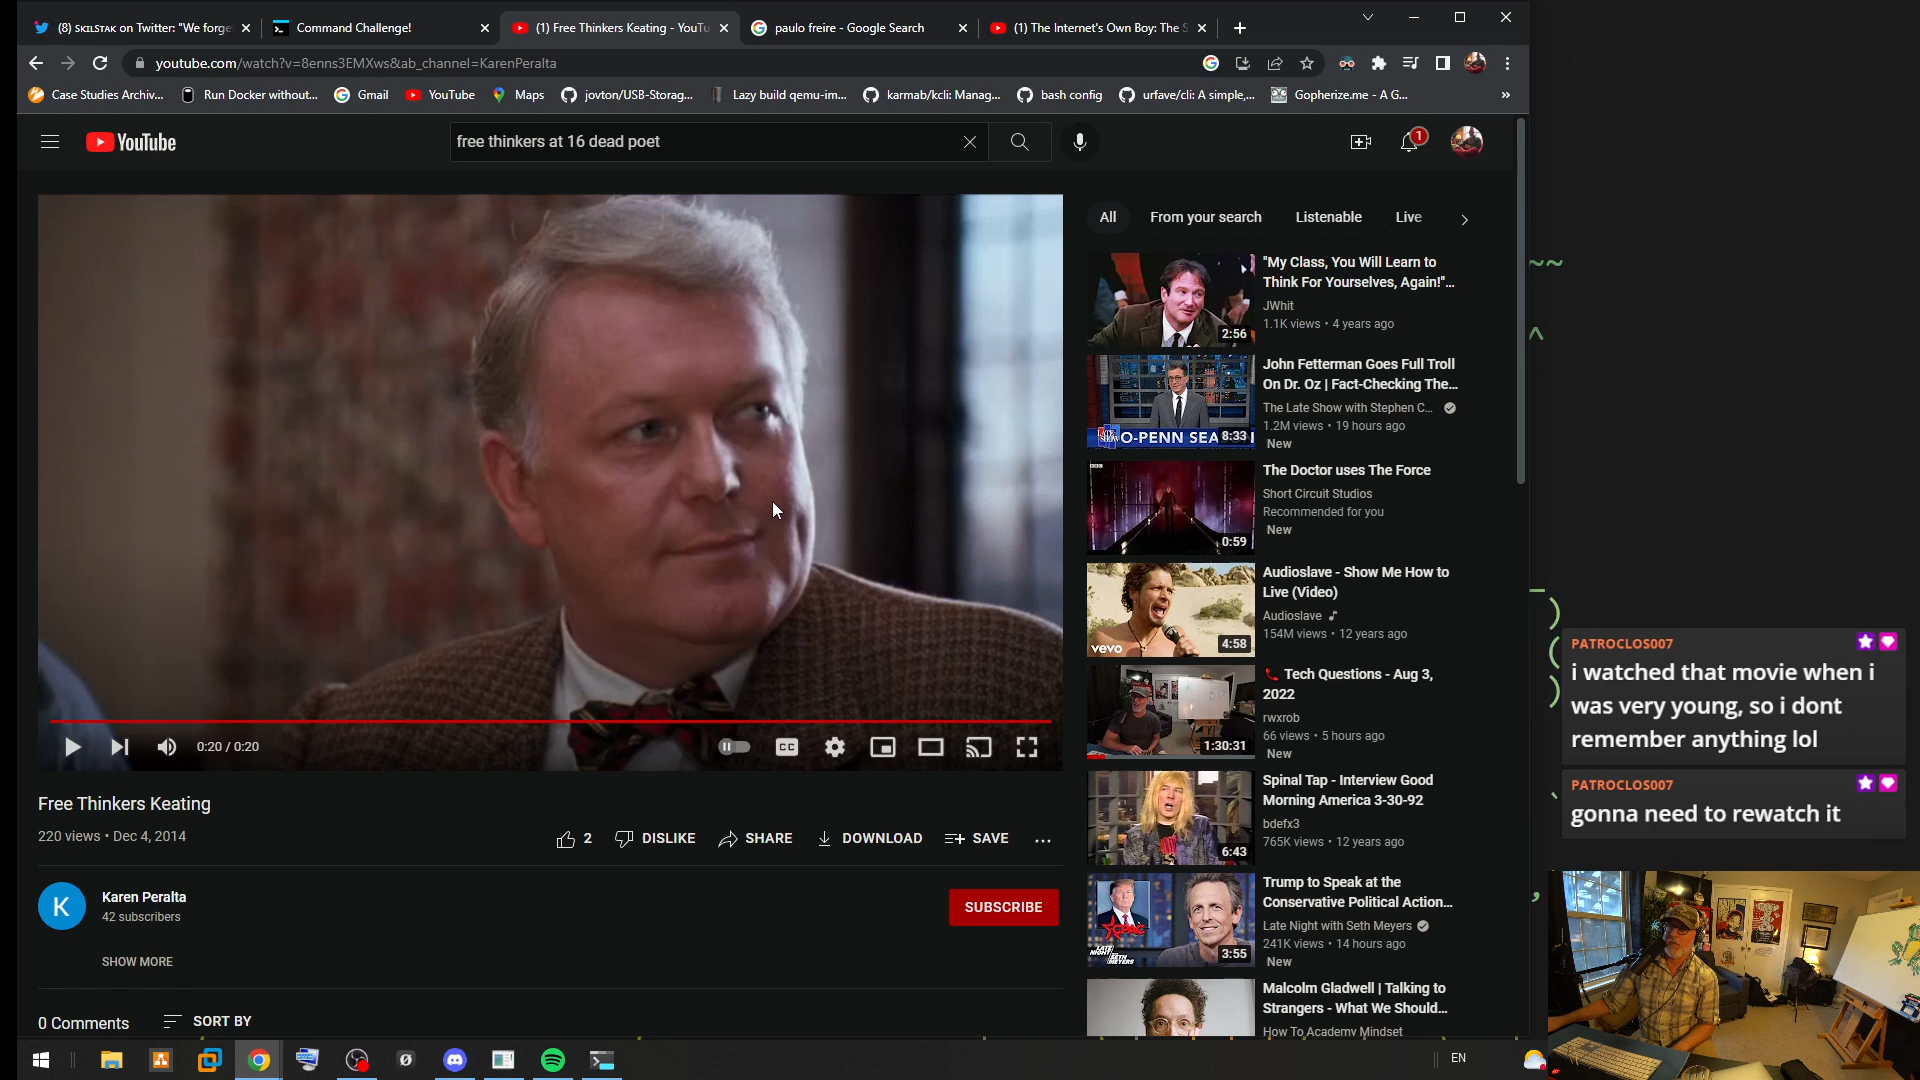 (8) SKILSTAK on Twitter: "We forge
Command Challenge!
(1) Free Thinkers Keating - YouTu
paulo freire - Google Search
(1) The Internet's Own Boy: The S
youtube.com/watch?v=8enns3EMXws&ab_channel=KarenPeralta
Case Studies Archiv...
Run Docker without...
Gmail
YouTube
Maps
jovton/USB-Storag...
Lazy build qemu-im...
karmab/kcli: Manag...
bash config
urfave/cli: A simple,...
Gopherize.me - A G...
»
YouTube
free thinkers at 16 dead poet
1
All
From your search
Listenable
Live
"My Class, You Will Learn to
Think For Yourselves, Again!"...
JWhit
1.1K views • 4 years ago
2:56
John Fetterman Goes Full Troll
On Dr. Oz | Fact-Checking The...
The Late Show with Stephen C...
1.2M views • 19 hours ago
New
O-PENN SEA
8:33
The Doctor uses The Force
Short Circuit Studios
Recommended for you
New
0:59
Audioslave - Show Me How to
Live (Video)
Audioslave
154M views • 12 years ago
vevo
4:58
Tech Questions - Aug 3,
2022
rwxrob
66 views • 5 hours ago
New
1:30:31
Spinal Tap - Interview Good
Morning America 3-30-92
bdefx3
765K views • 12 years ago
6:43
Trump to Speak at the
Conservative Political Action...
Late Night with Seth Meyers
241K views • 14 hours ago
New
CPAC
LATE NIGHT
SETH MEYERS
3:55
Malcolm Gladwell | Talking to
Strangers - What We Should...
How To Academy Mindset
0:20 / 0:20
CC
Free Thinkers Keating
220 views • Dec 4, 2014
2
DISLIKE
SHARE
DOWNLOAD
SAVE
K
Karen Peralta
42 subscribers
SUBSCRIBE
SHOW MORE
0 Comments
SORT BY
~~
^
PATROCLOS007
i watched that movie when i
was very young, so i dont
remember anything lol
PATROCLOS007
gonna need to rewatch it
EN